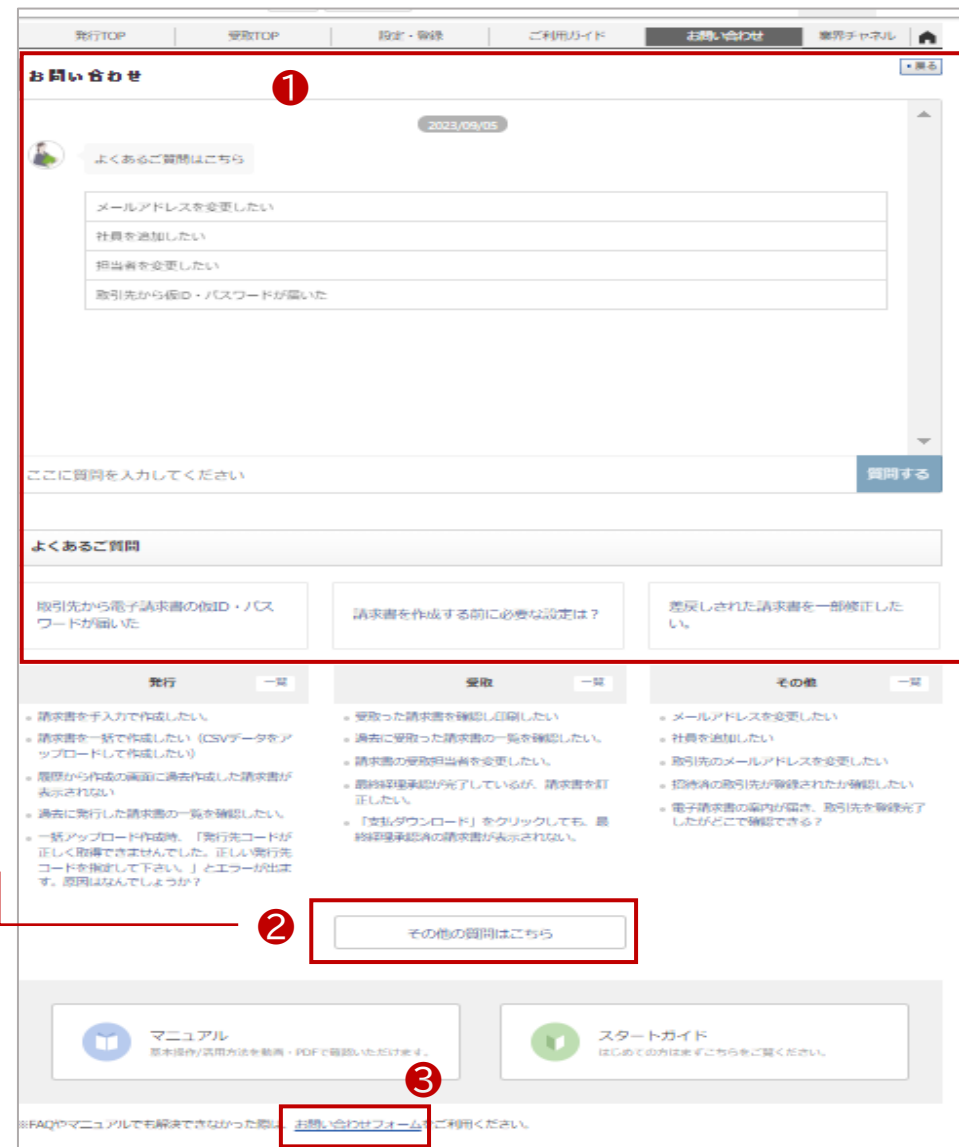 発行TOP 受取TOP 設定・登録 ご利用ガイド お問い合わせ 業界チャネル
お問い合わせ
戻る
1
2023/09/05
よくあるご質問はこちら
メールアドレスを変更したい
社員を追加したい
担当者を変更したい
取引先から仮ID・パスワードが届いた
ここに質問を入力してください
質問する
よくあるご質問
取引先から電子請求書の仮ID・パス
ワードが届いた
請求書を作成する前に必要な設定は？
差戻しされた請求書を一部修正した
い。
発行 一覧
請求書を手入力で作成したい。
請求書を一括で作成したい（CSVデータをア
ップロードして作成したい）
履歴から作成の画面に過去作成した請求書が
表示されない
過去に発行した請求書の一覧を確認したい。
一括アップロード作成時、「発行先コードが
正しく取得できませんでした。正しい発行先
コードを指定して下さい。」とエラーが出ま
す。原因はなんでしょうか？
受取 一覧
受取った請求書を確認し印刷したい
過去に受取った請求書の一覧を確認したい。
請求書の受取担当者を変更したい。
最終経理承認が完了しているが、請求書を訂
正したい。
「支払ダウンロード」をクリックしても、最
終経理承認済の請求書が表示されない。
その他 一覧
メールアドレスを変更したい
社員を追加したい
取引先のメールアドレスを変更したい
招待済の取引先が登録されたか確認したい
電子請求書の案内が届き、取引先を登録完了
したがどこで確認できる？
2
その他の質問はこちら
マニュアル
基本操作/活用方法を動画・PDFで確認いただけます。
スタートガイド
はじめての方はまずこちらをご覧ください。
3
※FAQやマニュアルでも解決できなかった際は、お問い合わせフォームをご利用ください。